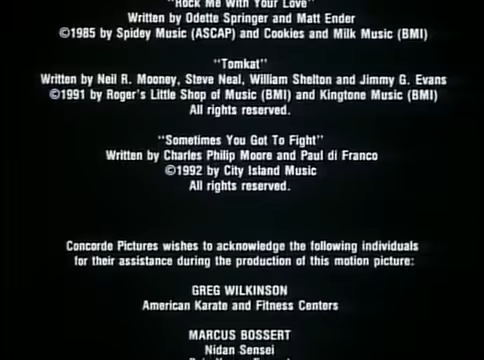 "Rock Me With Your Love"
Written by Odette Springer and Matt Ender
©1985 by Spidey Music (ASCAP) and Cookies and Milk Music (BMI)
"Tomkat"
Written by Neil R. Mooney, Steve Neal, William Shelton and Jimmy G. Evans
©1991 by Roger's Little Shop of Music (BMI) and Kingtone Music (BMI)
All rights reserved.
"Sometimes You Got To Fight"
Written by Charles Philip Moore and Paul di Franco
©1992 by City Island Music
All rights reserved.
Concorde Pictures wishes to acknowledge the following individuals
for their assistance during the production of this motion picture:
GREG WILKINSON
American Karate and Fitness Centers
MARCUS BOSSERT
Nidan Sensei